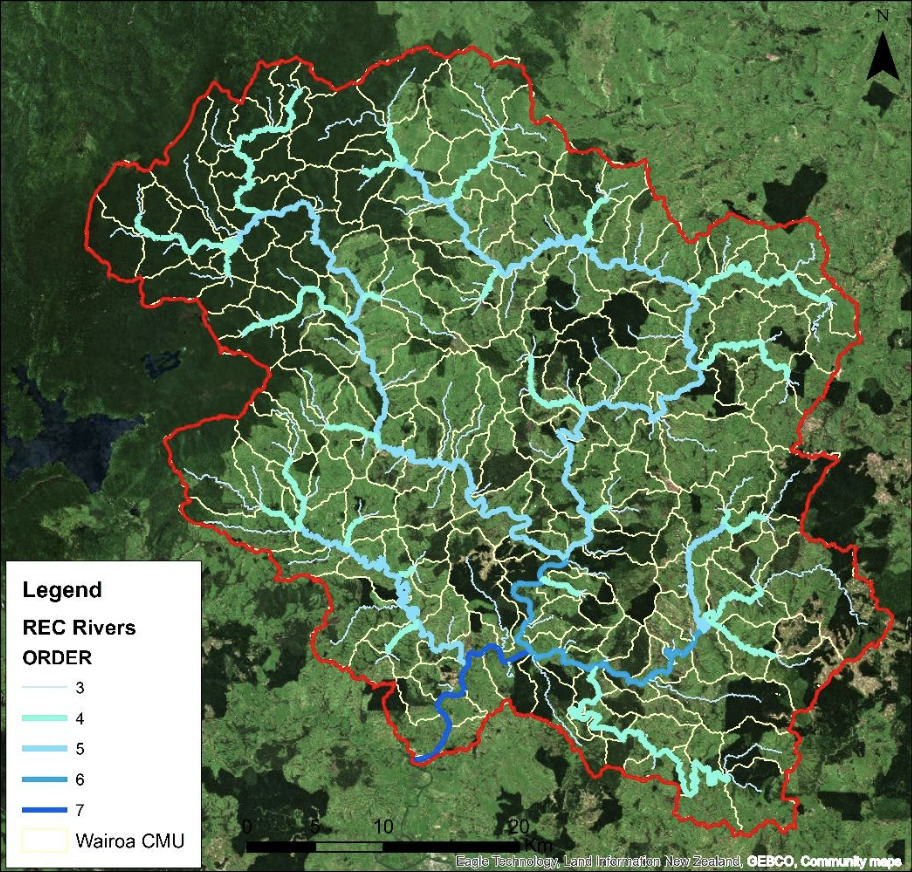 N
Legend
REC Rivers
ORDER
3
4
5
6
7
Wairoa CMU
0 5 10 20
Km
Eagle Technology, Land Information New Zealand, GEBCO, Community maps